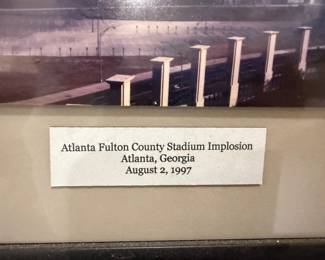 Atlanta Fulton County Stadium Implosion
Atlanta, Georgia
August 2, 1997